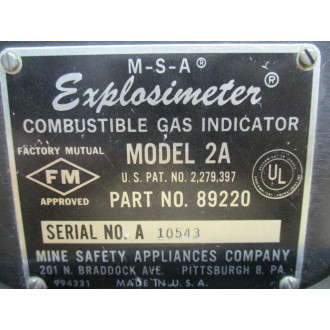 M-S-A®
Explosimeter®
COMBUSTIBLE GAS INDICATOR
FACTORY MUTUAL
FM
APPROVED
MODEL 2A
U.S. PAT. NO. 2,279,397
PART NO. 89220
UL
SERIAL NO. A 10543
MINE SAFETY APPLIANCES COMPANY
201 N. BRADDOCK AVE. PITTSBURGH 8, PA.
994331 MADE IN U.S.A.